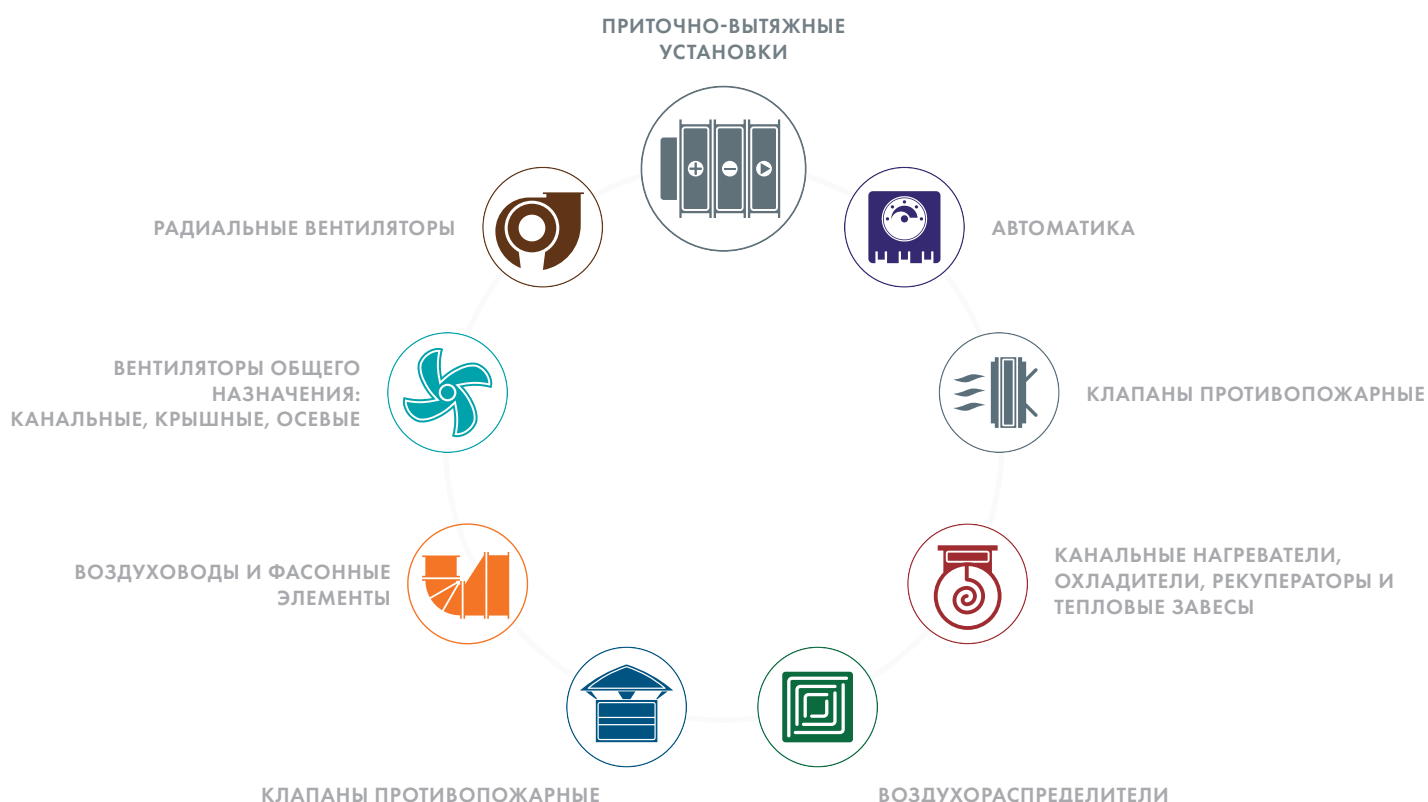 ПРИТОЧНО-ВЫТЯЖНЫЕ
УСТАНОВКИ
РАДИАЛЬНЫЕ ВЕНТИЛЯТОРЫ
АВТОМАТИКА
ВЕНТИЛЯТОРЫ ОБЩЕГО
НАЗНАЧЕНИЯ:
КАНАЛЬНЫЕ, КРЫШНЫЕ, ОСЕВЫЕ
КЛАПАНЫ ПРОТИВОПОЖАРНЫЕ
ВОЗДУХОВОДЫ И ФАСОННЫЕ
ЭЛЕМЕНТЫ
КАНАЛЬНЫЕ НАГРЕВАТЕЛИ,
ОХЛАДИТЕЛИ, РЕКУПЕРАТОРЫ И
ТЕПЛОВЫЕ ЗАВЕСЫ
КЛАПАНЫ ПРОТИВОПОЖАРНЫЕ
ВОЗДУХОРАСПРЕДЕЛИТЕЛИ